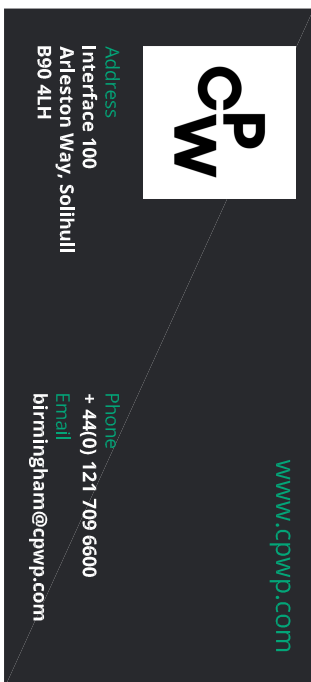 CPW
www.cpwp.com
Address
Interface 100
Arleston Way, Solihull
B90 4LH
Phone
+ 44(0) 121 709 6600
Email
birmingham@cpwp.com